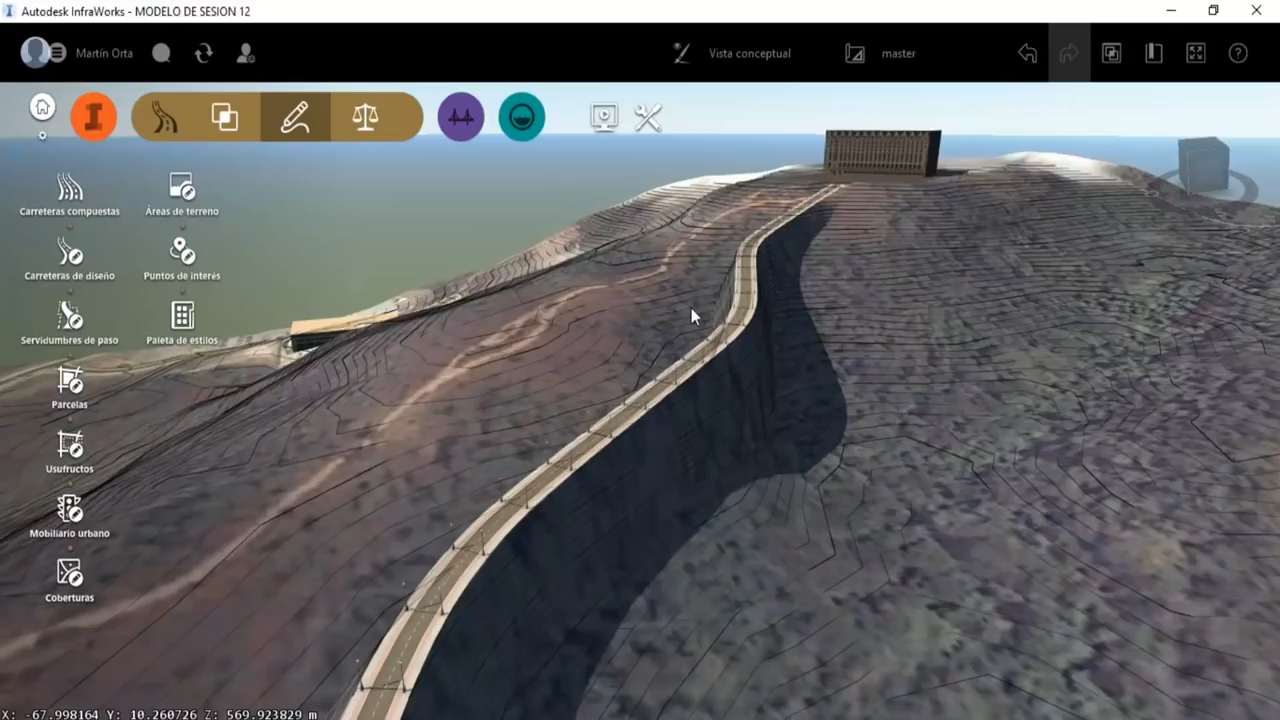 Autodesk InfraWorks - MODELO DE SESION 12
Martín Orta
Vista conceptual
master
Carreteras compuestas
Áreas de terreno
Carreteras de diseño
Puntos de interés
Servidumbres de paso
Paleta de estilos
Parcelas
Usufructos
Mobiliario urbano
Coberturas
X: -67.998164 Y: 10.260726 Z: 569.923829 m